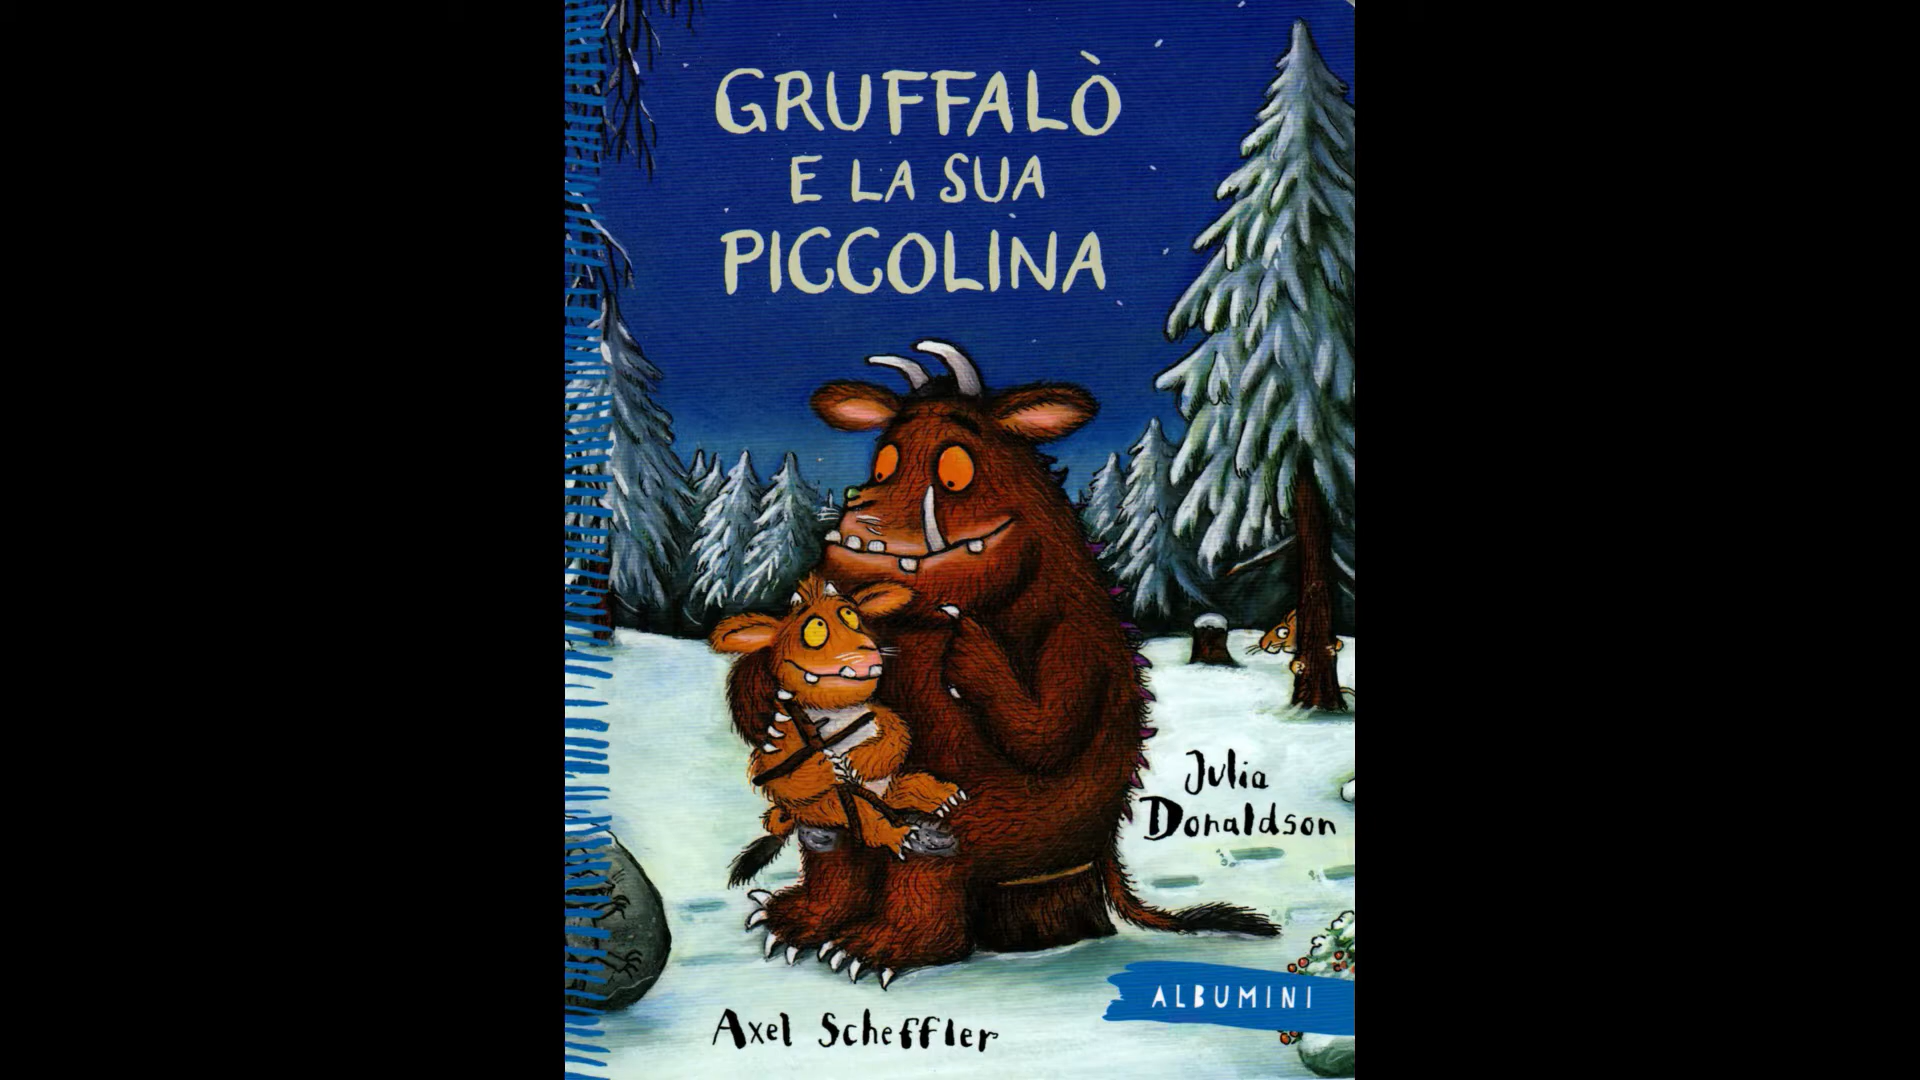 GRUFFALÒ
E LA SUA
PICCOLINA
Julia
Donaldson
Axel Scheffler
ALBUMINI